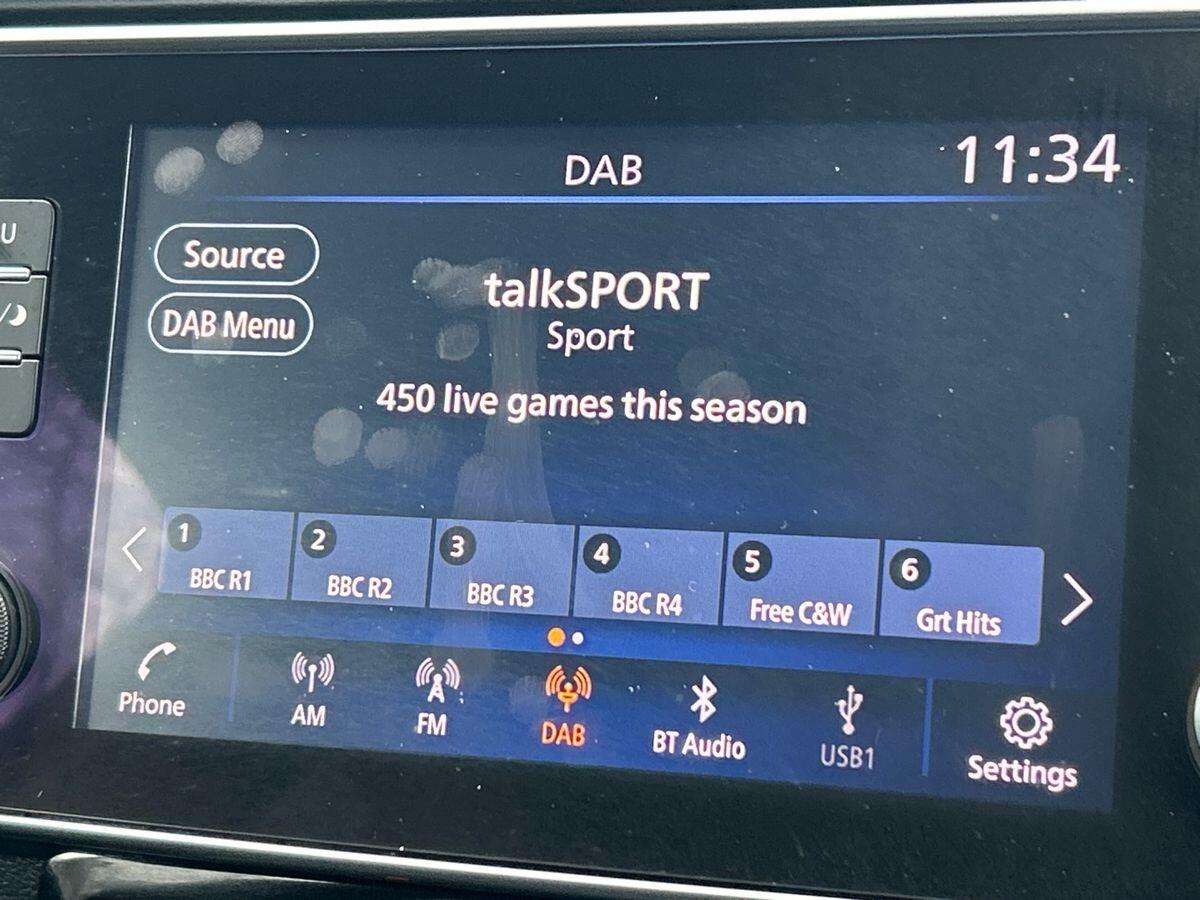 DAB
11:34
U
Source
DAB Menu
talkSPORT
Sport
450 live games this season
1 2 3 4 5 6
BBC R1 BBC R2 BBC R3 BBC R4 Free C&W Grt Hits
Phone AM FM DAB BT Audio USB1 Settings